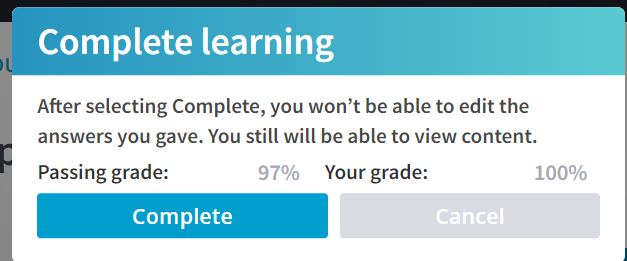 Complete learning
After selecting Complete, you won’t be able to edit the
answers you gave. You still will be able to view content.
Passing grade: 97% Your grade: 100%
Complete Cancel